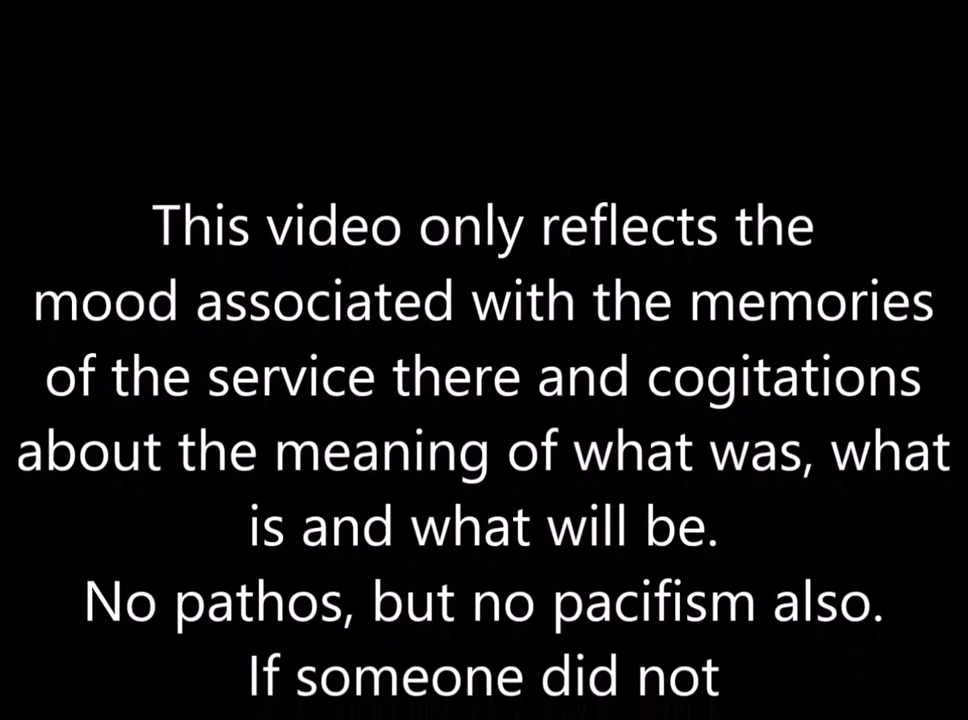 This video only reflects the
mood associated with the memories
of the service there and cogitations
about the meaning of what was, what
is and what will be.
No pathos, but no pacifism also.
If someone did not